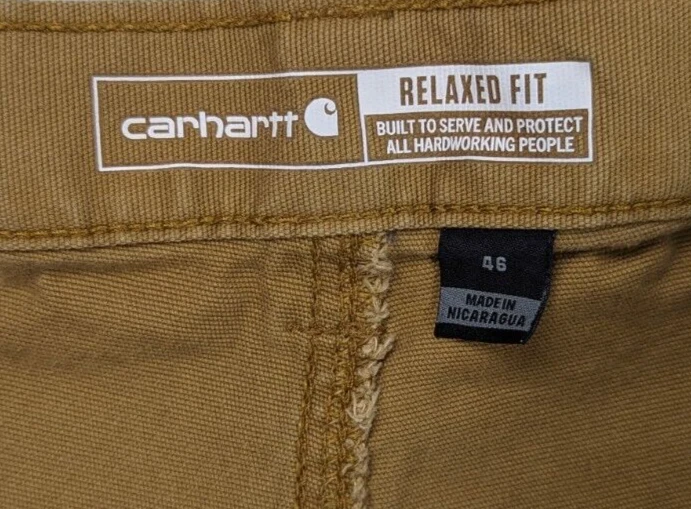 carhartt
RELAXED FIT
BUILT TO SERVE AND PROTECT
ALL HARDWORKING PEOPLE
46
MADE IN
NICARAGUA